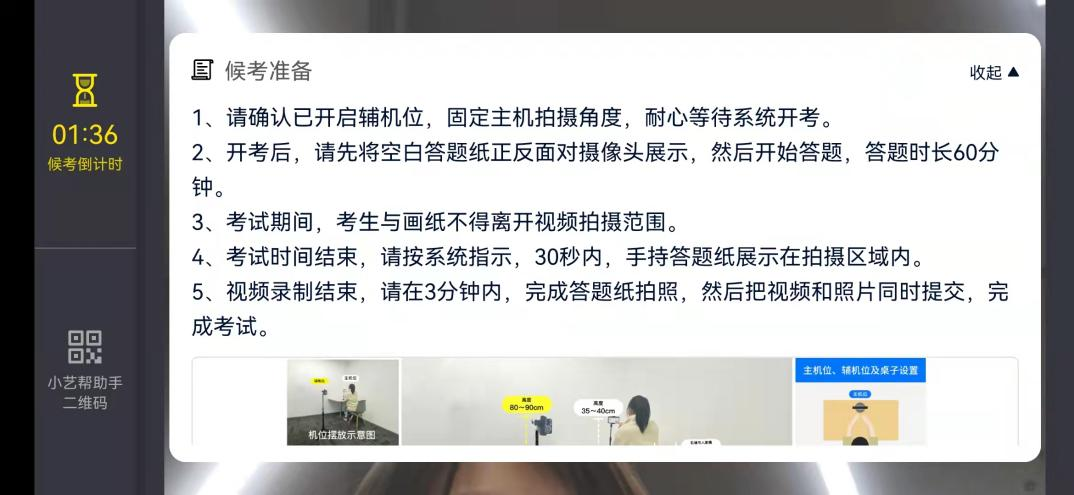 候考准备
收起
01:36
候考倒计时
1、请确认已开启辅机位，固定主机拍摄角度，耐心等待系统开考。
2、开考后，请先将空白答题纸正反面对摄像头展示，然后开始答题，答题时长60分
钟。
3、考试期间，考生与画纸不得离开视频拍摄范围。
4、考试时间结束，请按系统指示，30秒内，手持答题纸展示在拍摄区域内。
5、视频录制结束，请在3分钟内，完成答题纸拍照，然后把视频和照片同时提交，完
成考试。
小艺帮助手
二维码
辅机位
主机位
机位摆放示意图
高度
80～90cm
高度
35～40cm
主机位、辅机位及桌子设置
主机位